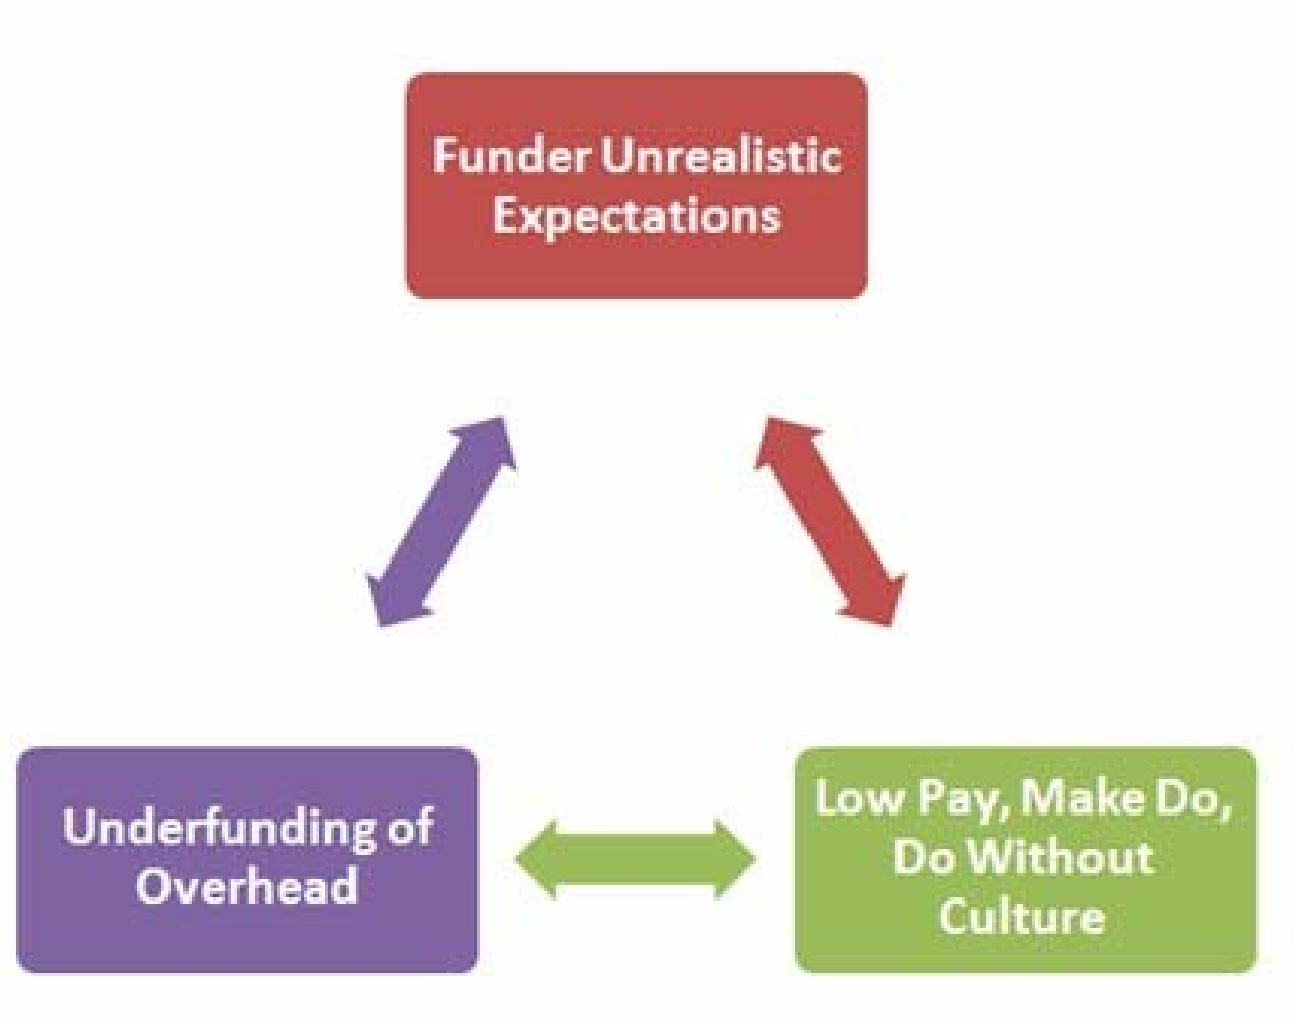 Funder Unrealistic
Expectations
Underfunding of
Overhead
Low Pay, Make Do,
Do Without
Culture